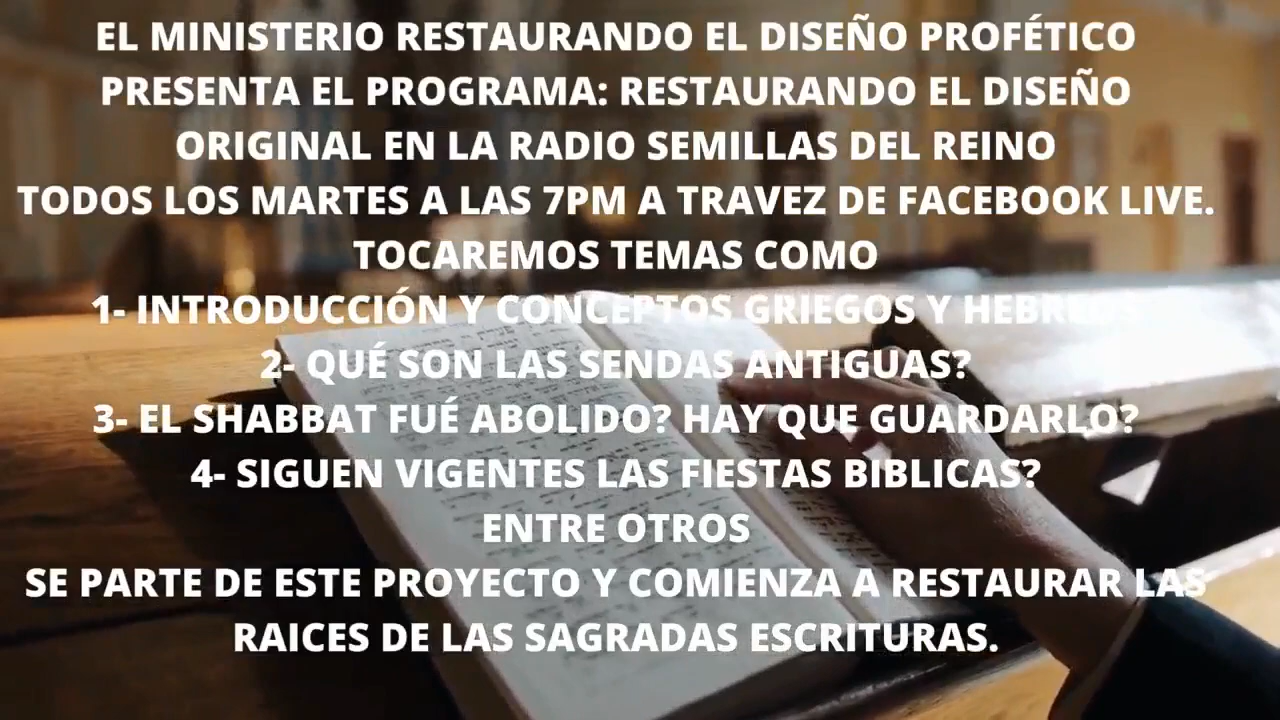 EL MINISTERIO RESTAURANDO EL DISEÑO PROFÉTICO
PRESENTA EL PROGRAMA: RESTAURANDO EL DISEÑO
ORIGINAL EN LA RADIO SEMILLAS DEL REINO
TODOS LOS MARTES A LAS 7PM A TRAVEZ DE FACEBOOK LIVE.
TOCAREMOS TEMAS COMO
1- INTRODUCCIÓN Y CONCEPTOS GRIEGOS Y HEBREOS
2- QUÉ SON LAS SENDAS ANTIGUAS?
3- EL SHABBAT FUÉ ABOLIDO? HAY QUE GUARDARLO?
4- SIGUEN VIGENTES LAS FIESTAS BIBLICAS?
ENTRE OTROS
SE PARTE DE ESTE PROYECTO Y COMIENZA A RESTAURAR LAS
RAICES DE LAS SAGRADAS ESCRITURAS.